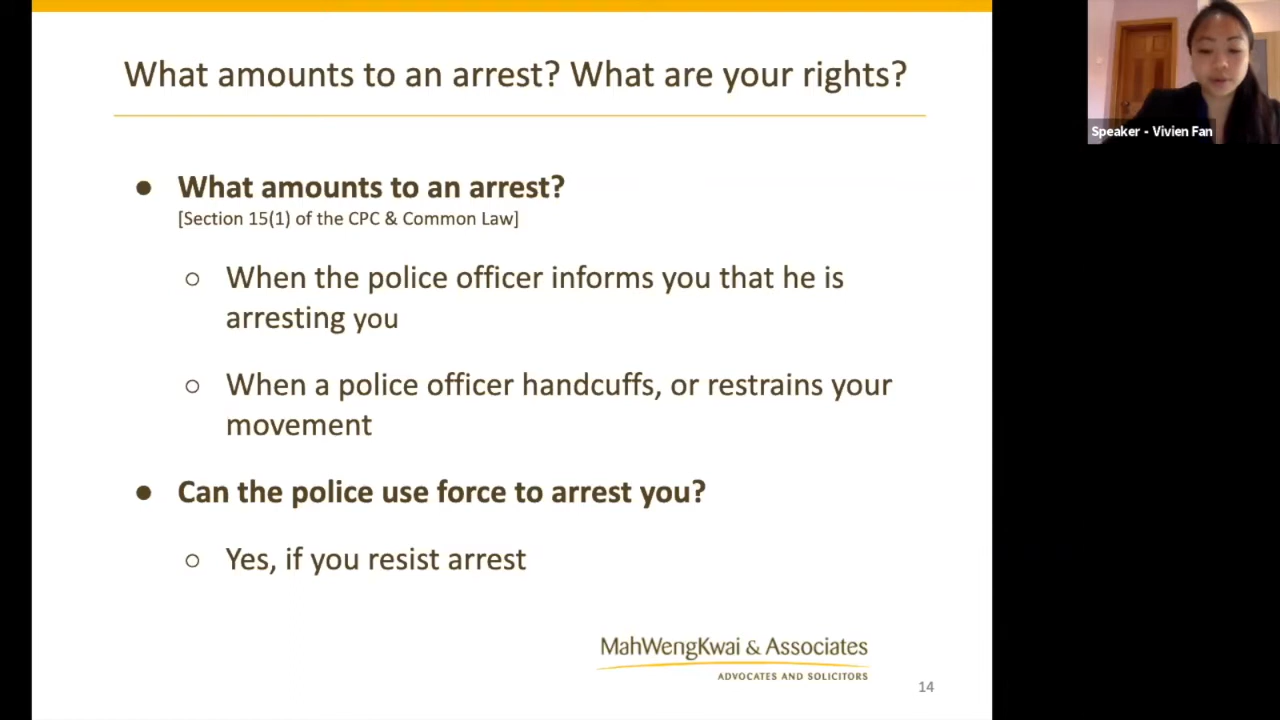 What amounts to an arrest? What are your rights?
Speaker - Vivien Fan
● What amounts to an arrest?
[Section 15(1) of the CPC & Common Law]
○ When the police officer informs you that he is
arresting you
○ When a police officer handcuffs, or restrains your
movement
● Can the police use force to arrest you?
○ Yes, if you resist arrest
MahWengKwai & Associates
ADVOCATES AND SOLICITORS
14